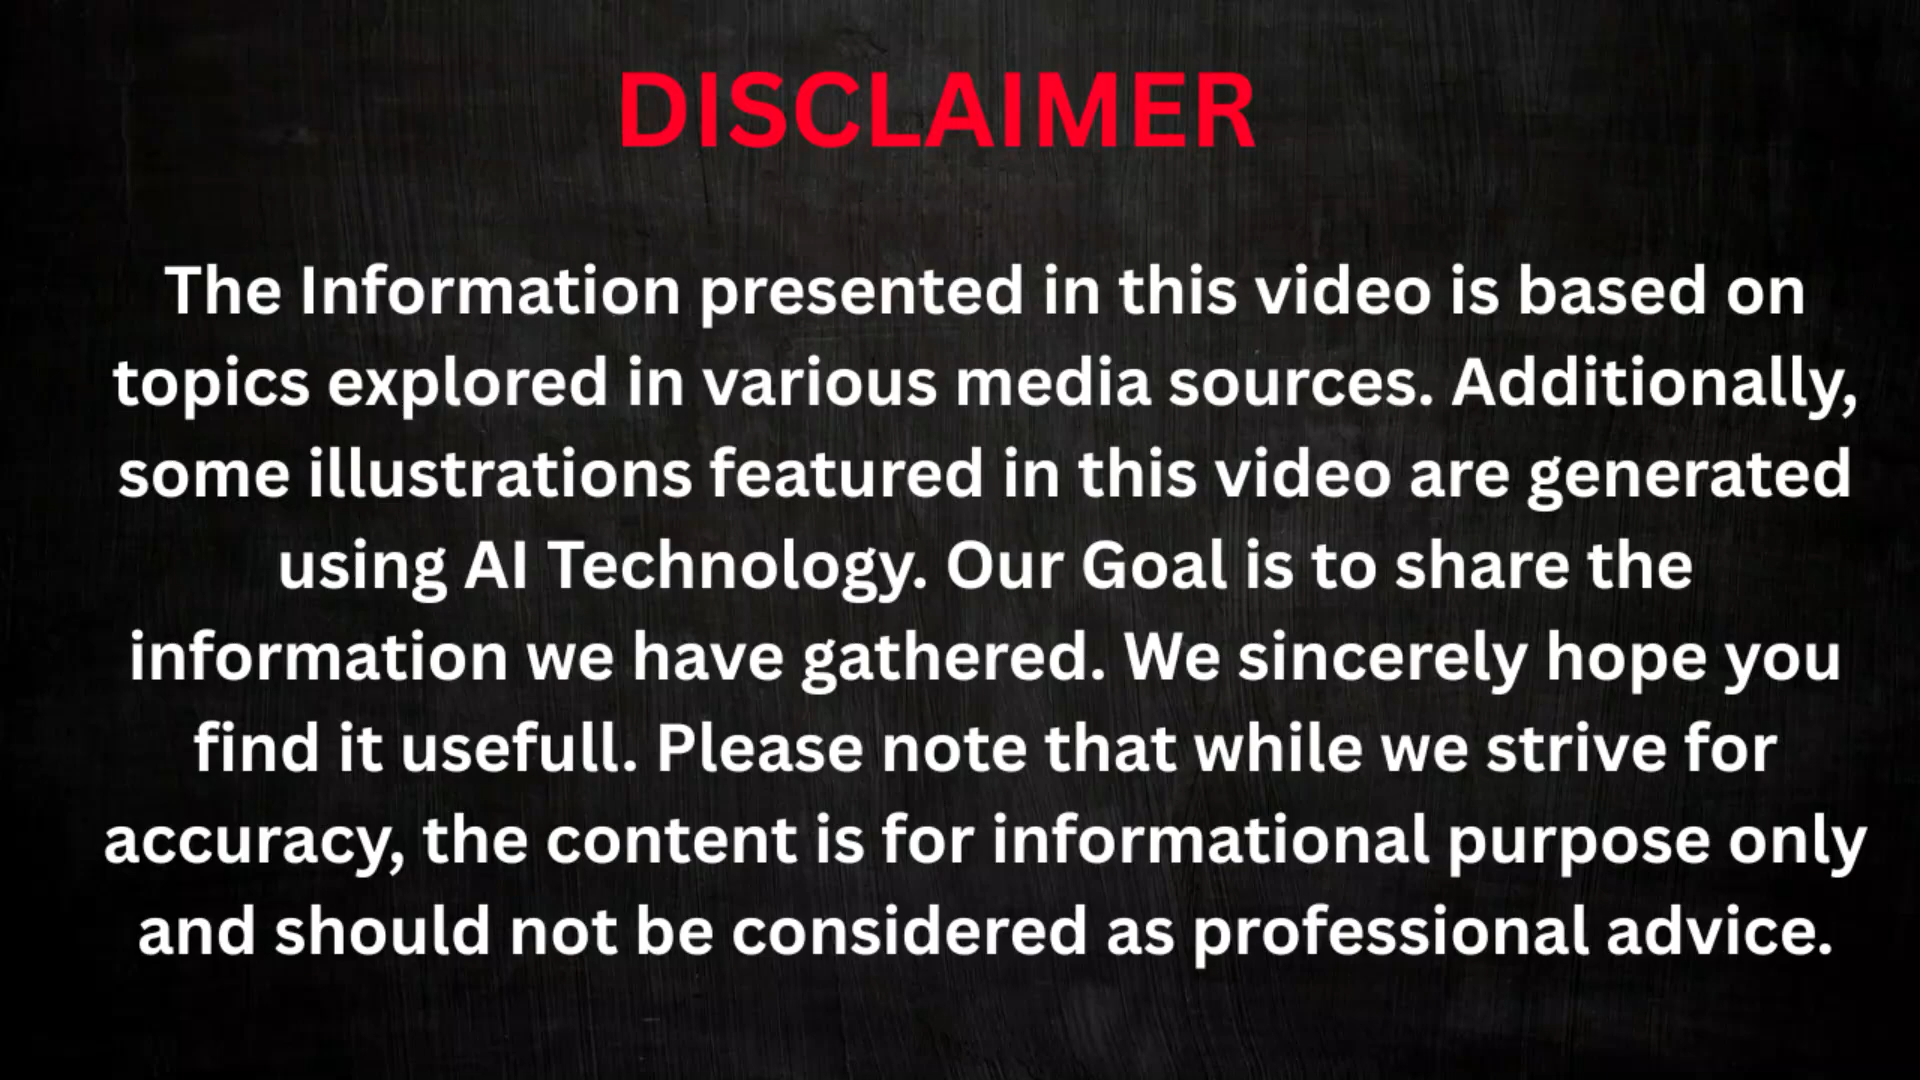 DISCLAIMER
The Information presented in this video is based on
topics explored in various media sources. Additionally,
some illustrations featured in this video are generated
using AI Technology. Our Goal is to share the
information we have gathered. We sincerely hope you
find it usefull. Please note that while we strive for
accuracy, the content is for informational purpose only
and should not be considered as professional advice.